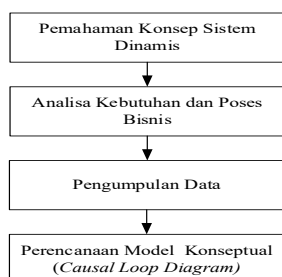 Pemahaman Konsep Sistem
Dinamis
Analisa Kebutuhan dan Poses
Bisnis
Pengumpulan Data
Perencanaan Model Konseptual
(Causal Loop Diagram)